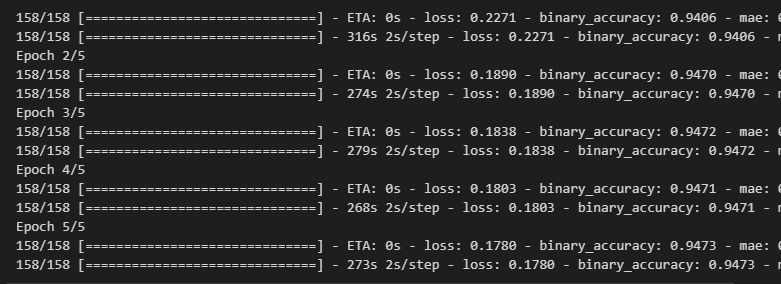 158/158 [==============================] - ETA: 0s - loss: 0.2271 - binary_accuracy: 0.9406 - mae: 0
158/158 [==============================] - 316s 2s/step - loss: 0.2271 - binary_accuracy: 0.9406 -
Epoch 2/5
158/158 [==============================] - ETA: 0s - loss: 0.1890 - binary_accuracy: 0.9470 - mae: 0
158/158 [==============================] - 274s 2s/step - loss: 0.1890 - binary_accuracy: 0.9470 -
Epoch 3/5
158/158 [==============================] - ETA: 0s - loss: 0.1838 - binary_accuracy: 0.9472 - mae: 0
158/158 [==============================] - 279s 2s/step - loss: 0.1838 - binary_accuracy: 0.9472 -
Epoch 4/5
158/158 [==============================] - ETA: 0s - loss: 0.1803 - binary_accuracy: 0.9471 - mae: 0
158/158 [==============================] - 268s 2s/step - loss: 0.1803 - binary_accuracy: 0.9471 -
Epoch 5/5
158/158 [==============================] - ETA: 0s - loss: 0.1780 - binary_accuracy: 0.9473 - mae: 0
158/158 [==============================] - 273s 2s/step - loss: 0.1780 - binary_accuracy: 0.9473 -